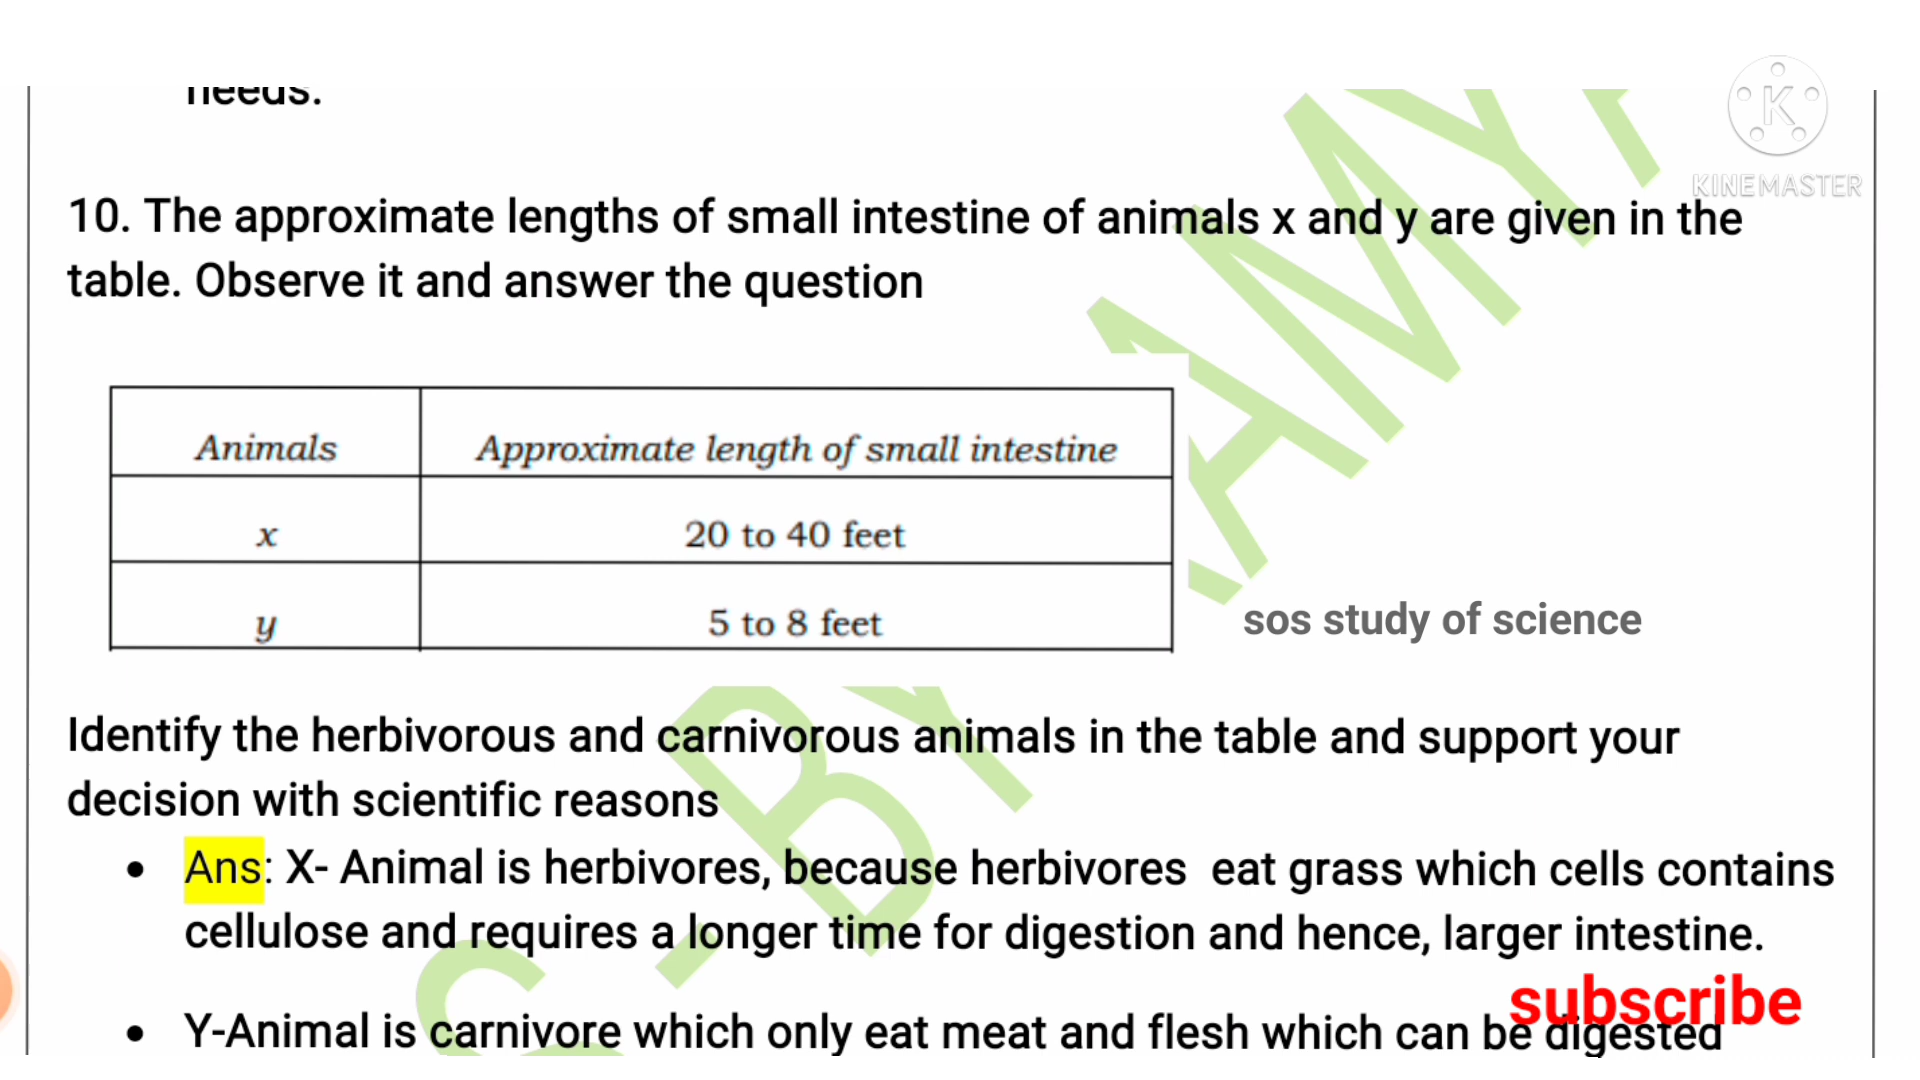 needs.
K
KINEMASTER
10. The approximate lengths of small intestine of animals x and y are given in the
table. Observe it and answer the question
Animals Approximate length of small intestine
x 20 to 40 feet
y 5 to 8 feet
sos study of science
Identify the herbivorous and carnivorous animals in the table and support your
decision with scientific reasons
• Ans: X- Animal is herbivores, because herbivores eat grass which cells contains
cellulose and requires a longer time for digestion and hence, larger intestine.
subscribe
• Y-Animal is carnivore which only eat meat and flesh which can be digested